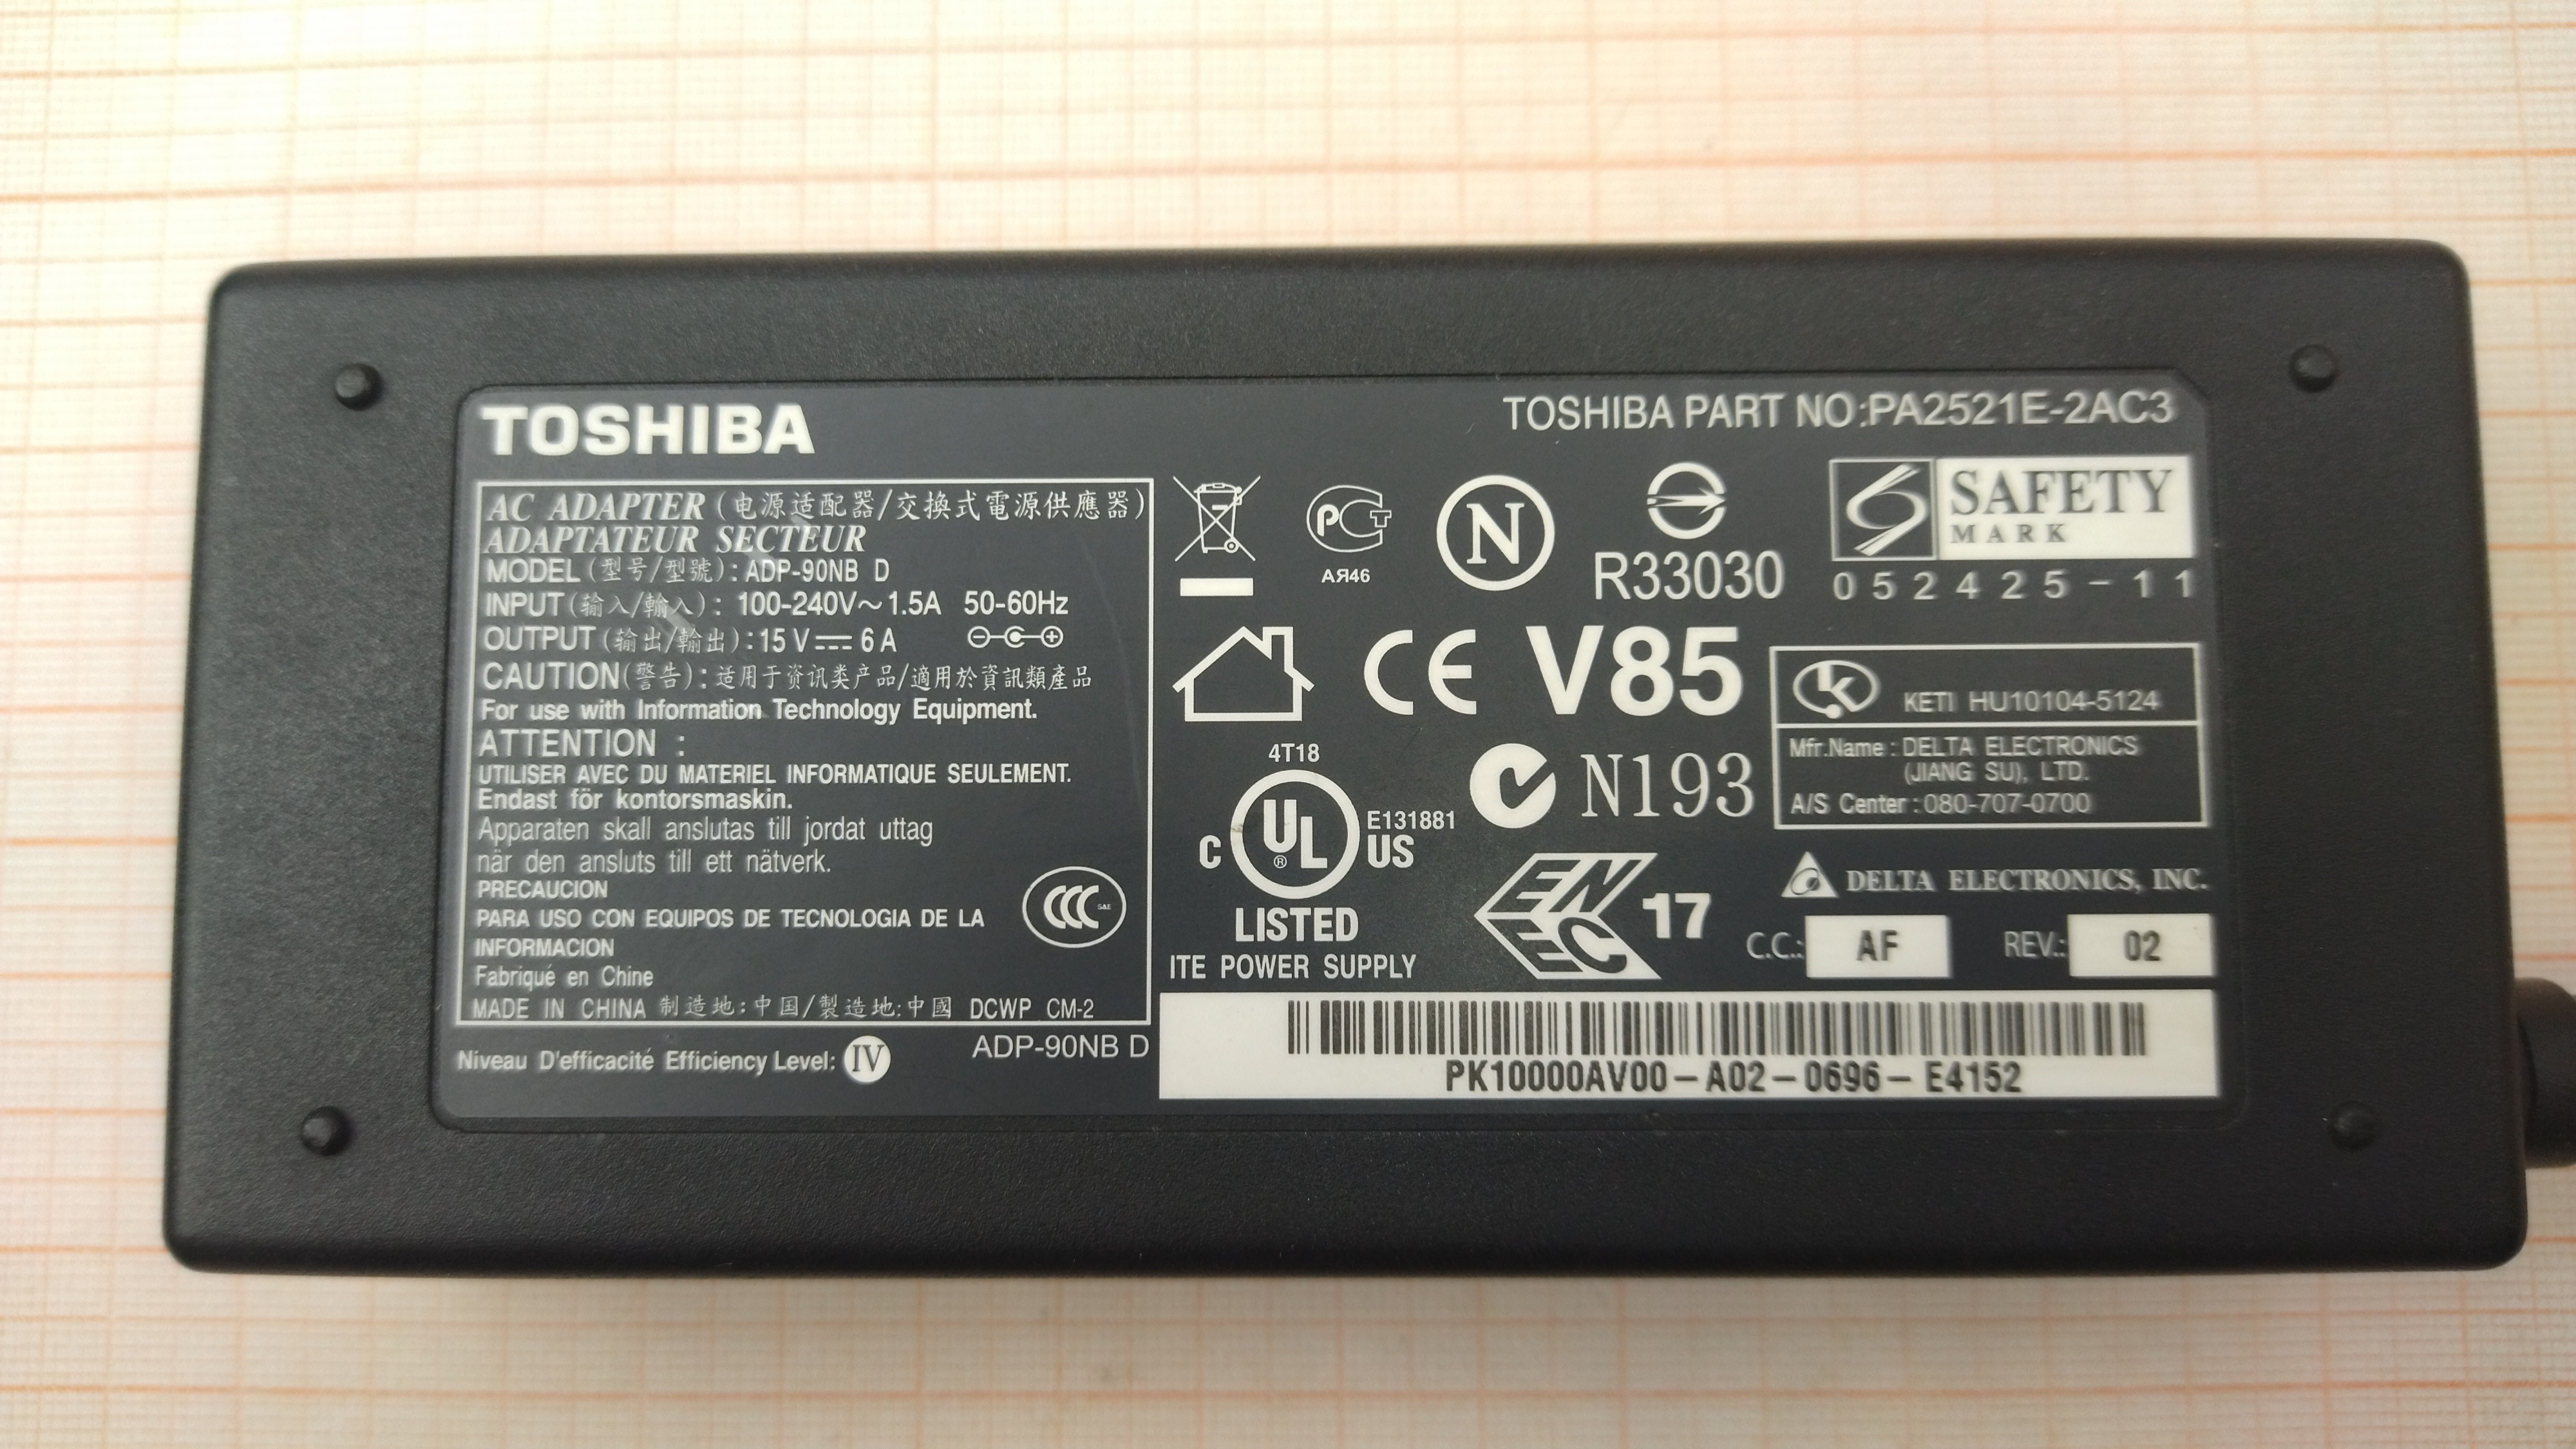 TOSHIBA
TOSHIBA PART NO:PA2521E-2AC3
AC ADAPTER (电源适配器/交換式電源供應器)
ADAPTATEUR SECTEUR
MODEL(型号/型號): ADP-90NB D
INPUT(输入/輸入): 100-240V~1.5A 50-60Hz
OUTPUT(输出/輸出):15V⎓6A
CAUTION(警告): 适用于资讯类产品/適用於資訊類產品
For use with Information Technology Equipment.
ATTENTION :
UTILISER AVEC DU MATERIEL INFORMATIQUE SEULEMENT.
Endast för kontorsmaskin.
Apparaten skall anslutas till jordat uttag
när den ansluts till ett nätverk.
PRECAUCION
PARA USO CON EQUIPOS DE TECNOLOGIA DE LA
INFORMACION
Fabriqué en Chine
MADE IN CHINA 制造地:中国/製造地:中國 DCWP CM-2
CCC S&E
Niveau D'efficacité Efficiency Level: IV
ADP-90NB D
PCT
АЯ46
N
R33030
SAFETY
MARK
052425-11
CE
V85
KETI HU10104-5124
Mfr.Name : DELTA ELECTRONICS
(JIANG SU), LTD.
A/S Center : 080-707-0700
4T18
C UL ® US
E131881
LISTED
ITE POWER SUPPLY
N193
ENEC 17
DELTA ELECTRONICS, INC.
C.C.: AF REV.: 02
PK10000AV00-A02-0696-E4152